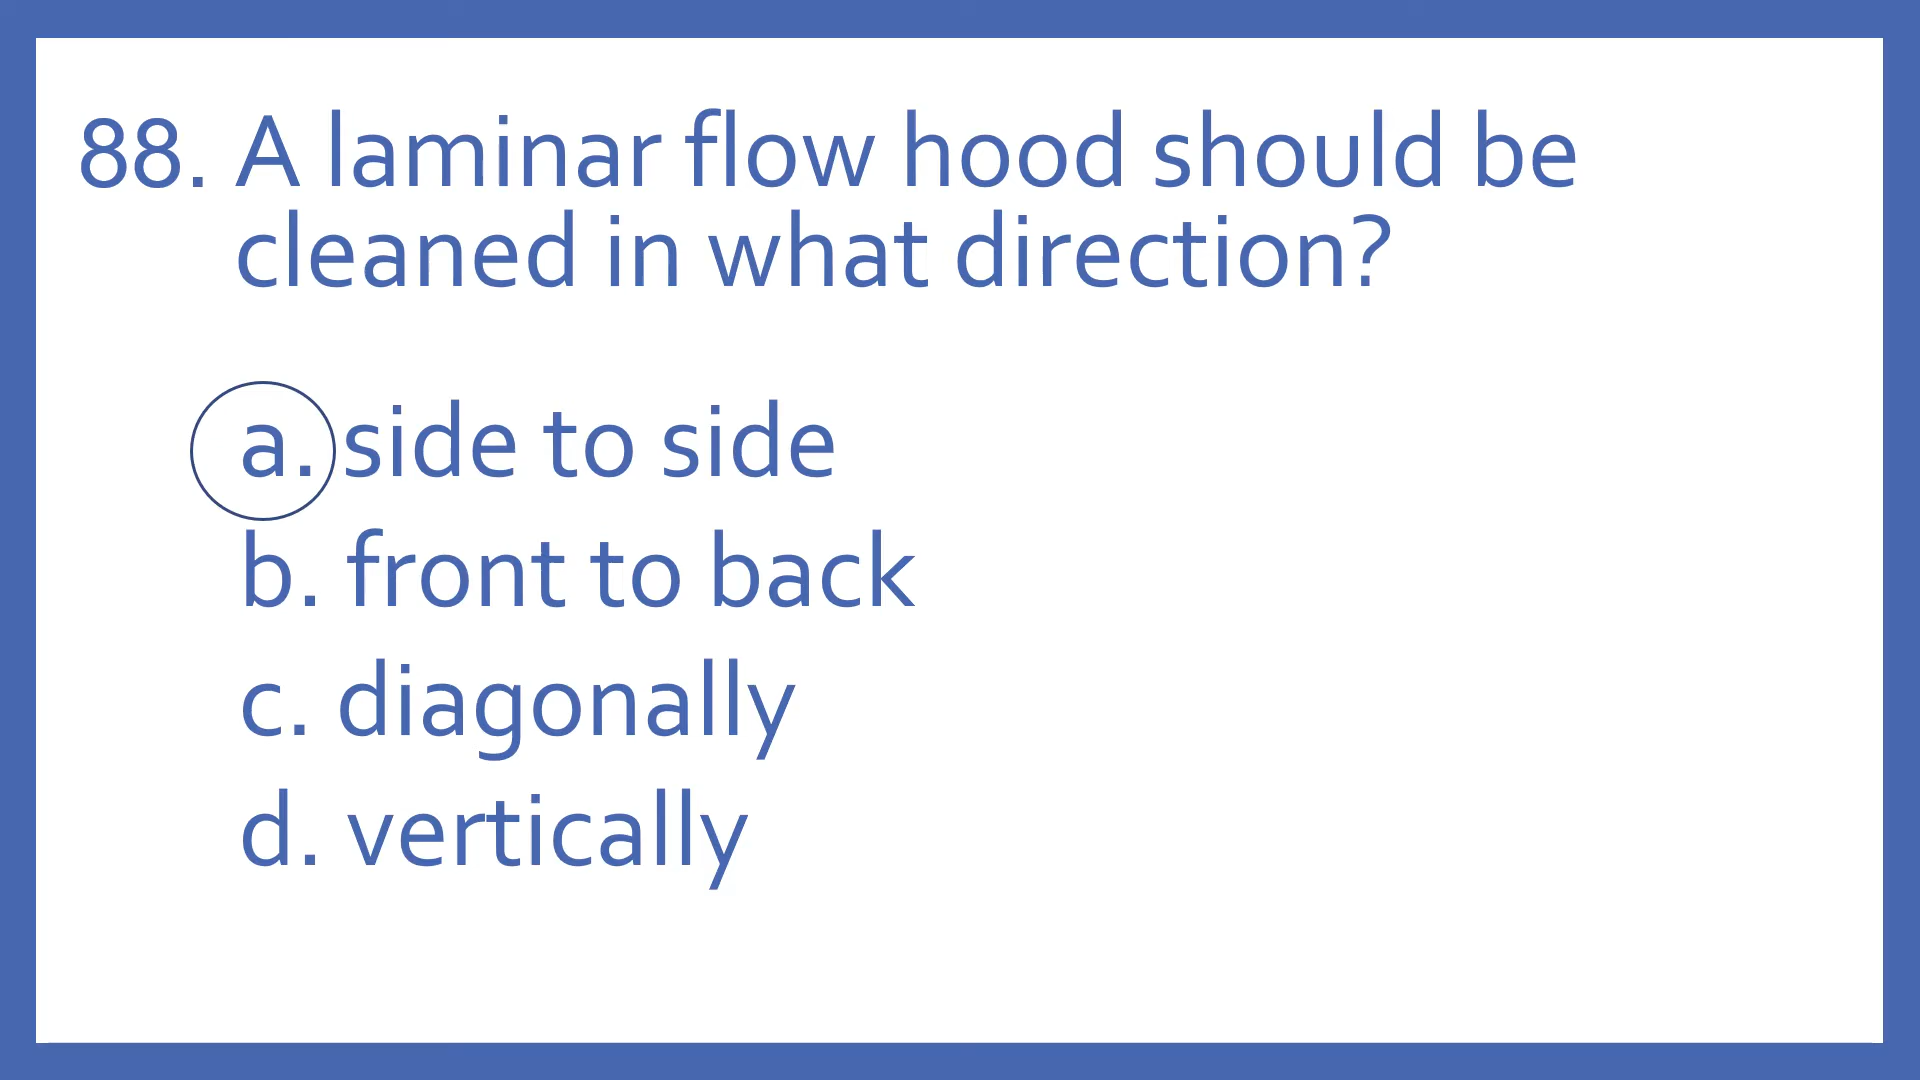 88. A laminar flow hood should be
cleaned in what direction?
a. side to side
b. front to back
c. diagonally
d. vertically